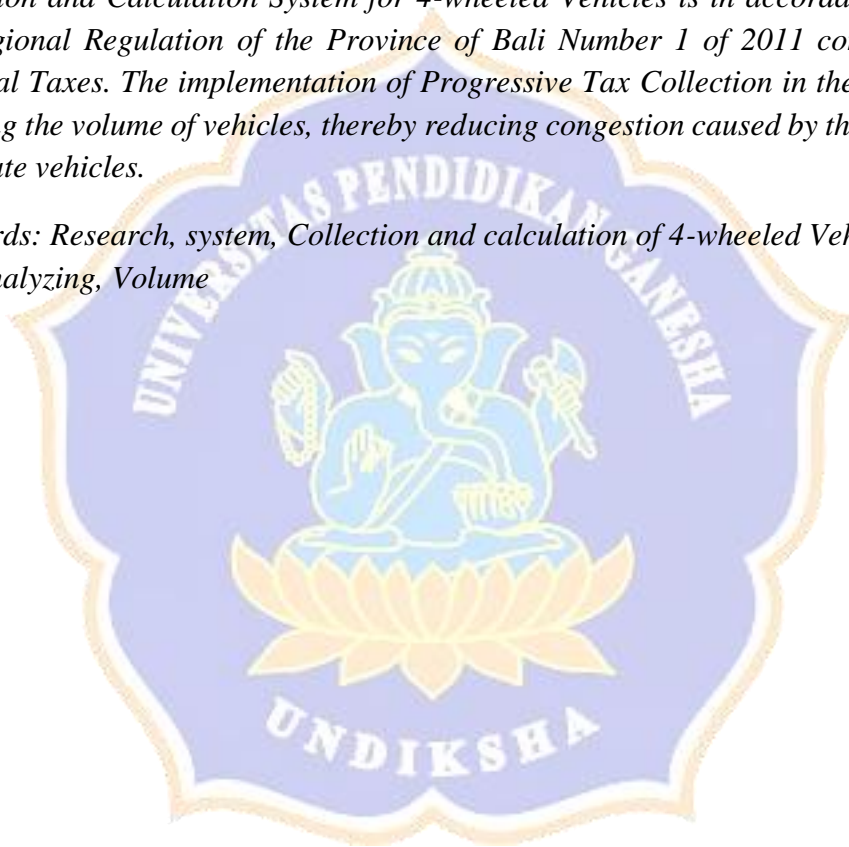 ion and Calculation System for 4-wheeled Vehicles is in accorda
gional Regulation of the Province of Bali Number 1 of 2011 co
al Taxes. The implementation of Progressive Tax Collection in the
g the volume of vehicles, thereby reducing congestion caused by th
ate vehicles.
rds: Research, system, Collection and calculation of 4-wheeled Veh
nalyzing, Volume
UNIVERSITAS PENDIDIKAN GANESHA
UNDIKSHA